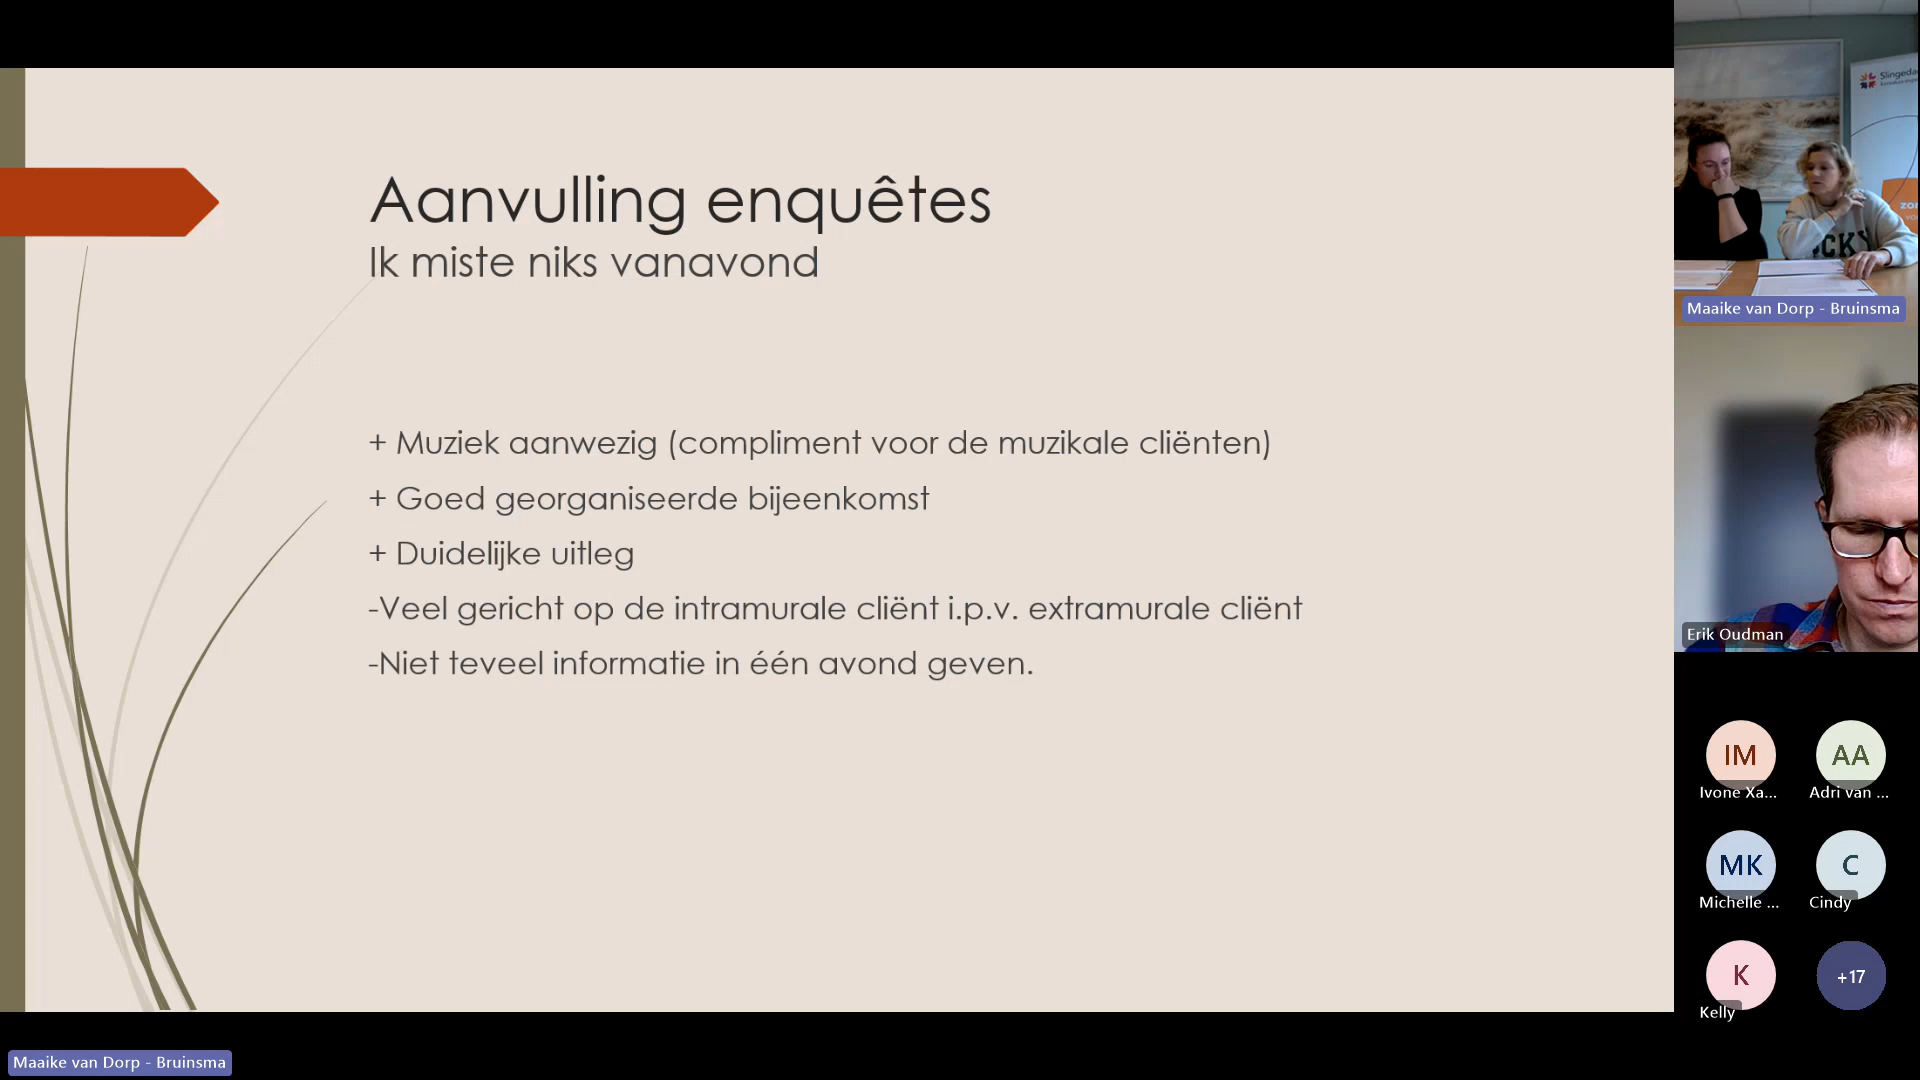 Aanvulling enquêtes
Ik miste niks vanavond
+ Muziek aanwezig (compliment voor de muzikale cliënten)
+ Goed georganiseerde bijeenkomst
+ Duidelijke uitleg
-Veel gericht op de intramurale cliënt i.p.v. extramurale cliënt
-Niet teveel informatie in één avond geven.
Maaike van Dorp - Bruinsma
Erik Oudman
IM
Ivone Xa...
AA
Adri van ...
MK
Michelle ...
C
Cindy
K
Kelly
+17
Maaike van Dorp - Bruinsma